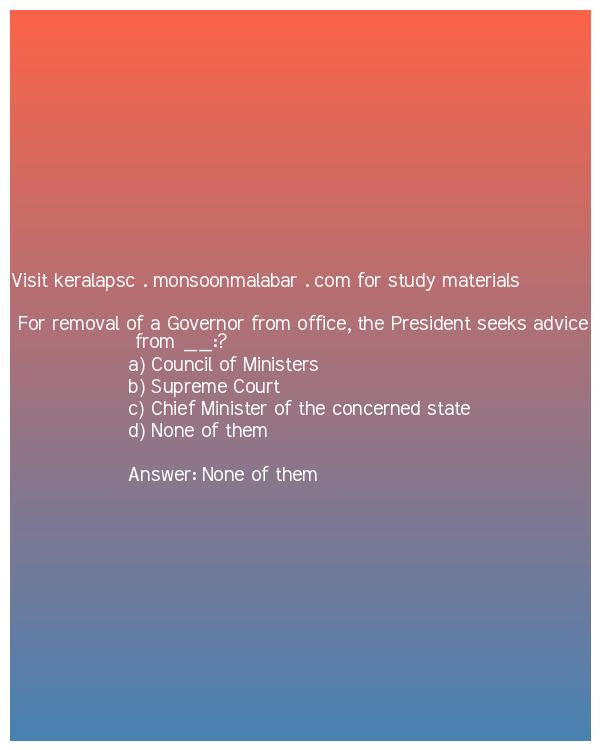 Visit keralapsc . monsoonmalabar . com for study materials
For removal of a Governor from office, the President seeks advice
from __:?
a) Council of Ministers
b) Supreme Court
c) Chief Minister of the concerned state
d) None of them
Answer: None of them